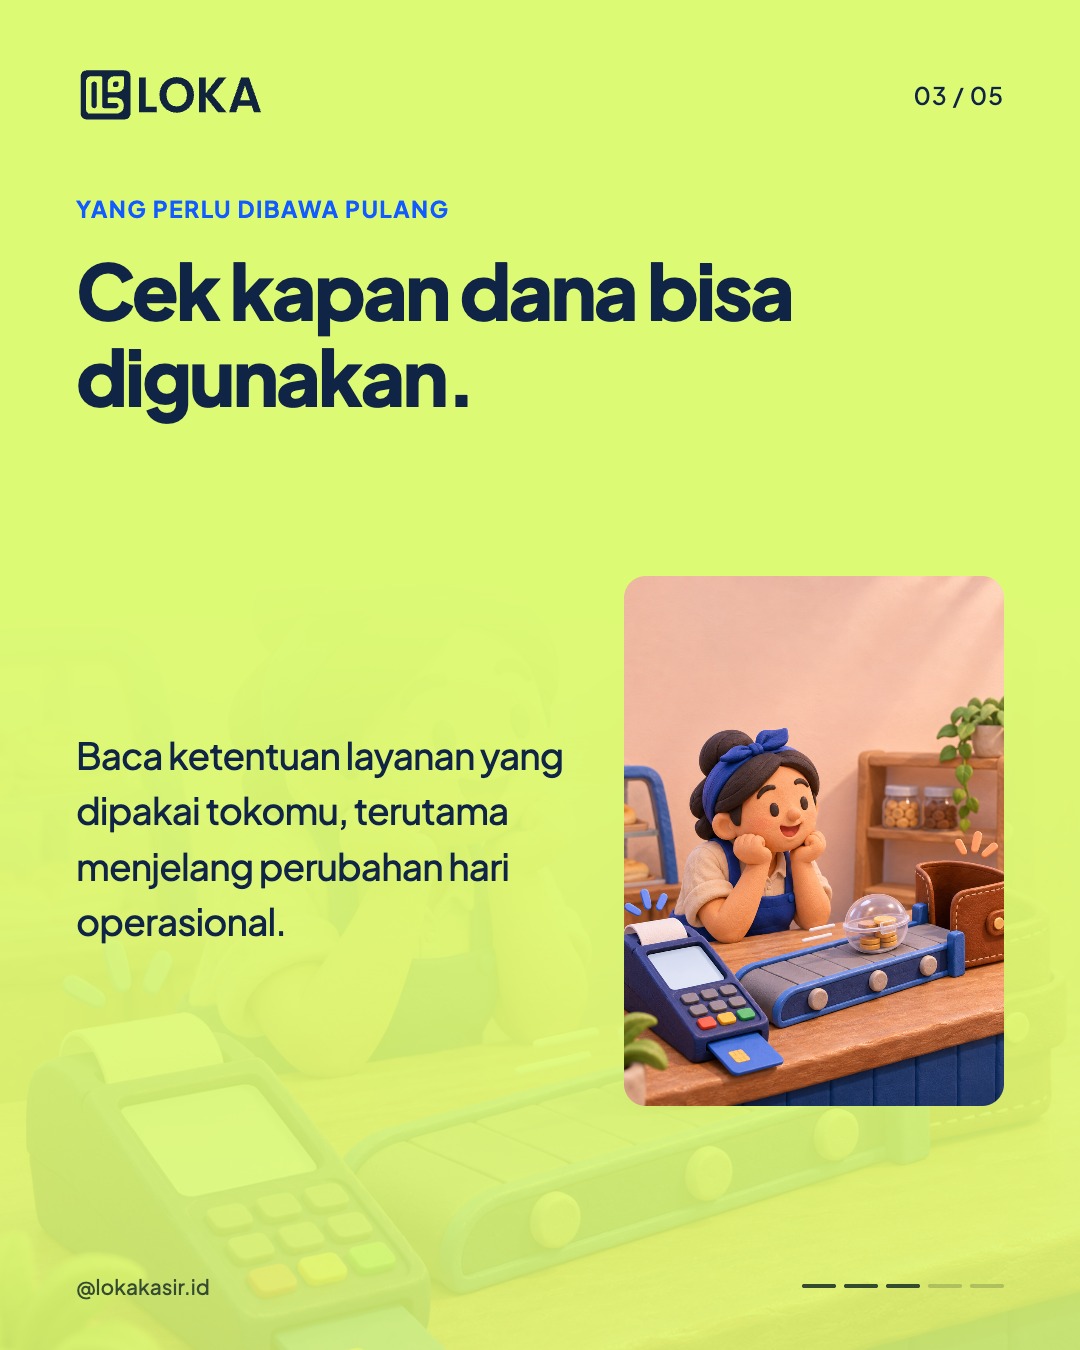 LOKA
03 / 05
YANG PERLU DIBAWA PULANG
Cek kapan dana bisa
digunakan.
Baca ketentuan layanan yang
dipakai tokomu, terutama
menjelang perubahan hari
operasional.
@lokakasir.id